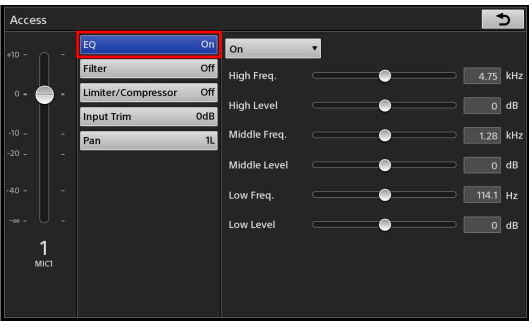 Access
+10 -
0 -
-10 -
-20 -
-40 -
-∞ -
1
MIC1
EQ On
Filter Off
Limiter/Compressor Off
Input Trim 0dB
Pan 1L
On
High Freq. 4.75 kHz
High Level 0 dB
Middle Freq. 1.28 kHz
Middle Level 0 dB
Low Freq. 114.1 Hz
Low Level 0 dB